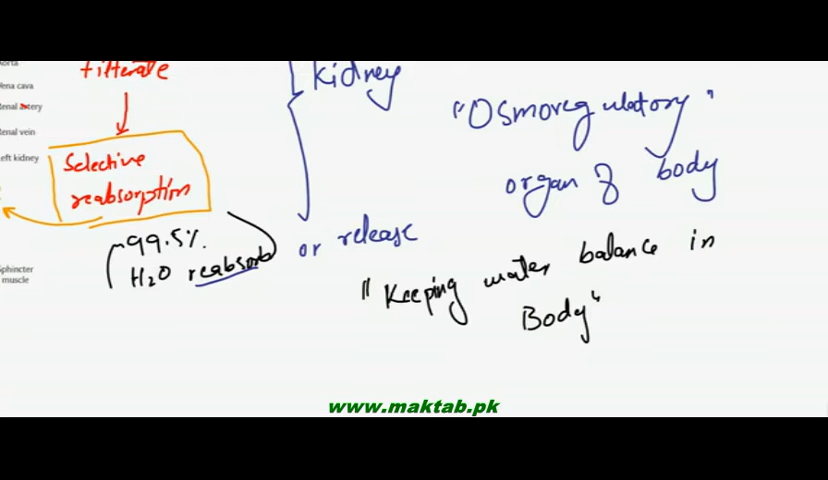 Aorta
Vena cava
Renal artery
Renal vein
Left kidney
Sphincter
muscle
filterate
Selective
reabsorption
~99.5%
H2O reabsorb
kidney
or release
"Osmoregulatory"
organ of body
"Keeping water balance in
Body"
www.maktab.pk